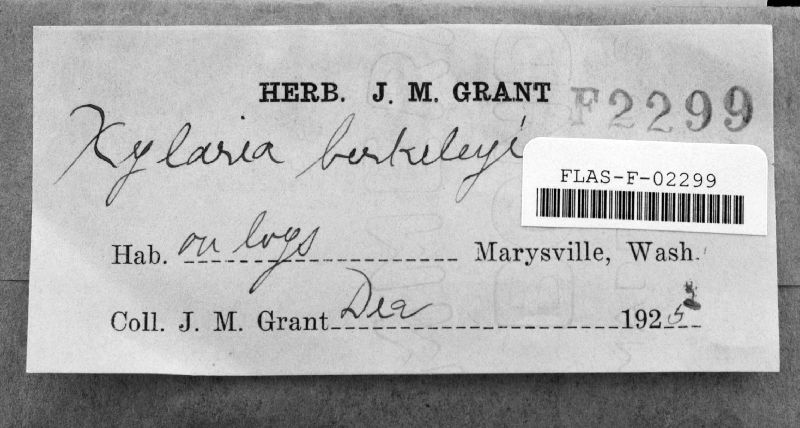 HERB. J. M. GRANT
F2299
Xylaria berkeleyi
FLAS-F-02299
Hab. on logs Marysville, Wash.
Coll. J. M. Grant Dec 1925